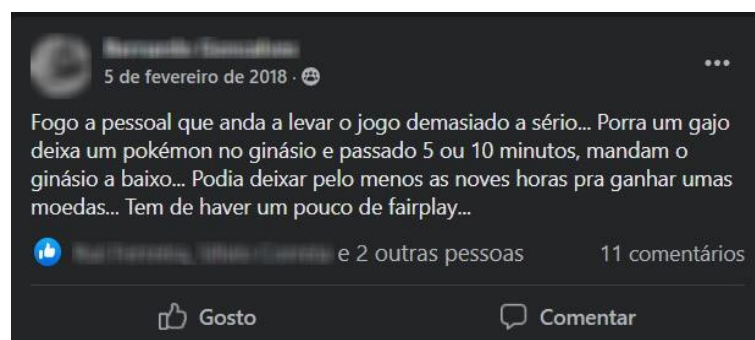 5 de fevereiro de 2018 ·
Fogo a pessoal que anda a levar o jogo demasiado a sério... Porra um gajo
deixa um pokémon no ginásio e passado 5 ou 10 minutos, mandam o
ginásio a baixo... Podia deixar pelo menos as noves horas pra ganhar umas
moedas... Tem de haver um pouco de fairplay...
e 2 outras pessoas 11 comentários
Gosto Comentar